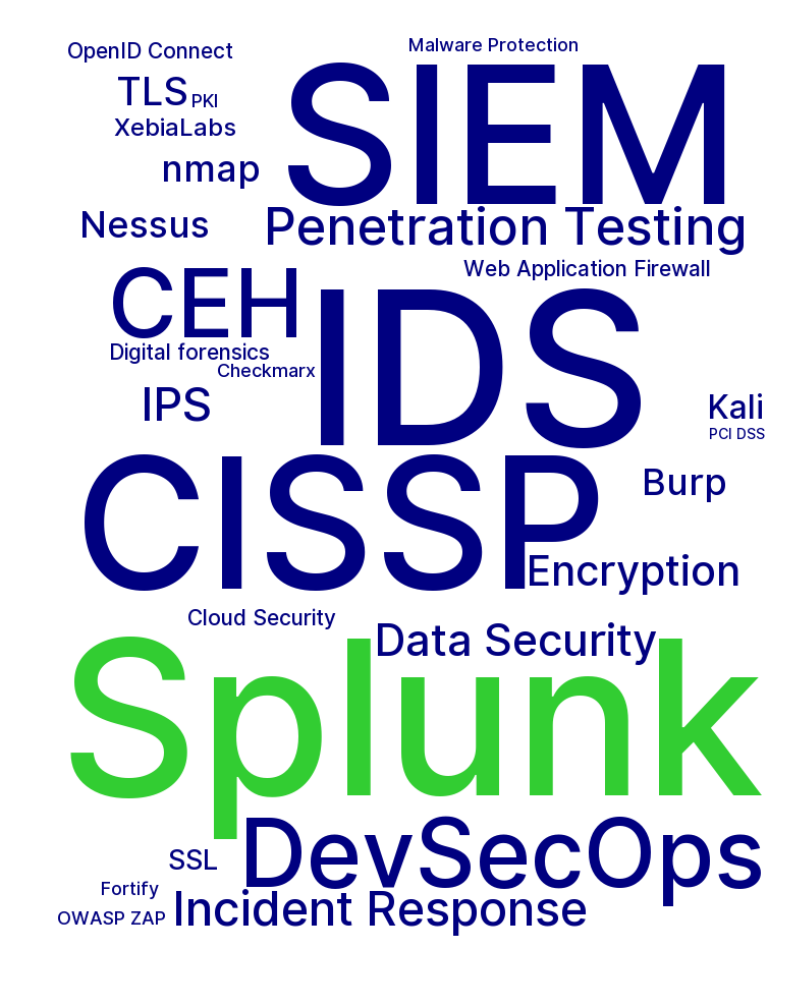 OpenID Connect
Malware Protection
TLS
PKI
SIEM
XebiaLabs
nmap
Nessus
Penetration Testing
Web Application Firewall
CEH
IDS
Digital forensics
Checkmarx
IPS
Kali
PCI DSS
CISSP
Burp
Encryption
Cloud Security
Data Security
Splunk
DevSecOps
SSL
Fortify
Incident Response
OWASP ZAP